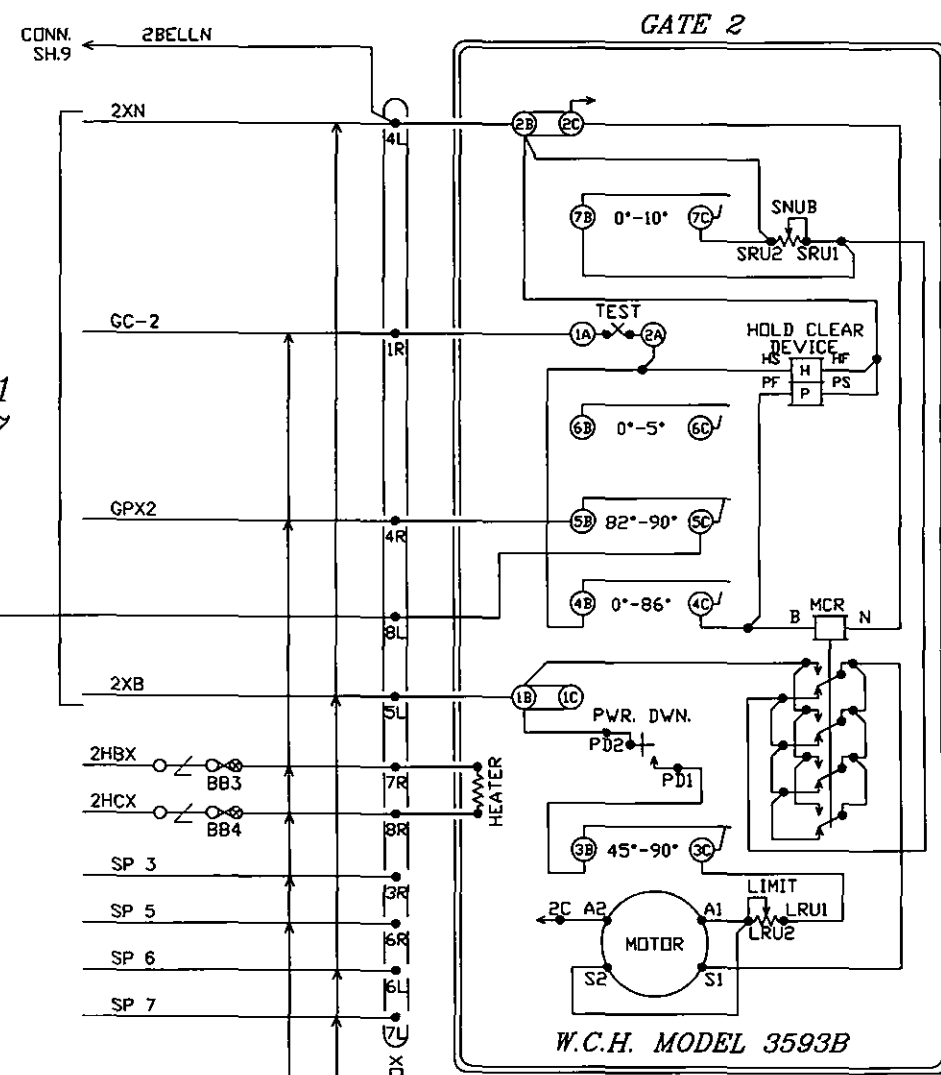 GATE 2
CONN.
SH.9
2BELLN
2XN
4L
2B
2C
7B
0°-10°
7C
SNUB
SRU2
SRU1
GC-2
1R
TEST
1A
2A
HOLD CLEAR
DEVICE
HS
H
HF
PF
P
PS
1
6B
0°-5°
6C
GPX2
4R
5B
82°-90°
5C
8L
4B
0°-86°
4C
B
MCR
N
2XB
5L
1B
1C
PWR. DWN.
PD2
PD1
2HBX
BB3
7R
HEATER
2HCX
BB4
8R
3B
45°-90°
3C
SP 3
3R
LIMIT
2C
A2
A1
LRU1
LRU2
SP 5
6R
MOTOR
SP 6
6L
S2
S1
SP 7
7L
W.C.H. MODEL 3593B